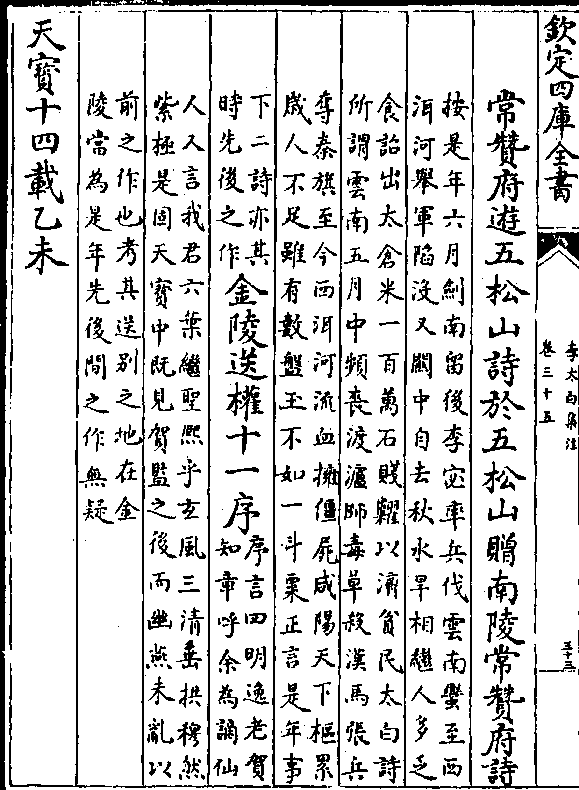 欽定四庫全書
李太白集注
卷三十五
五十三
常贊府遊五松山詩於五松山贈南陵常贊府詩
按是年六月劍南留後李宓率兵伐雲南蠻至西
洱河舉軍陷沒又關中自去秋水旱相繼人多乏
食詔出太倉米一百萬石賤糶以濟貧民太白詩
所謂雲南五月中頻喪渡瀘師毒草殺漢馬張兵
奪秦旗至今西洱河流血擁僵屍咸陽天下樞累
歲人不足雖有數盤玉不如一斗粟正言是年事
下二詩亦其
時先後之作
金陵送權十一序
序言四明逸老賀
知章呼余為謫仙
人又言我君六葉繼聖熙乎玄風三清垂拱穆然
紫極是固天寶中既見賀監之後而幽燕未亂以
前之作也考其送別之地在金
陵當為是年先後間之作無疑
天寶十四載乙未